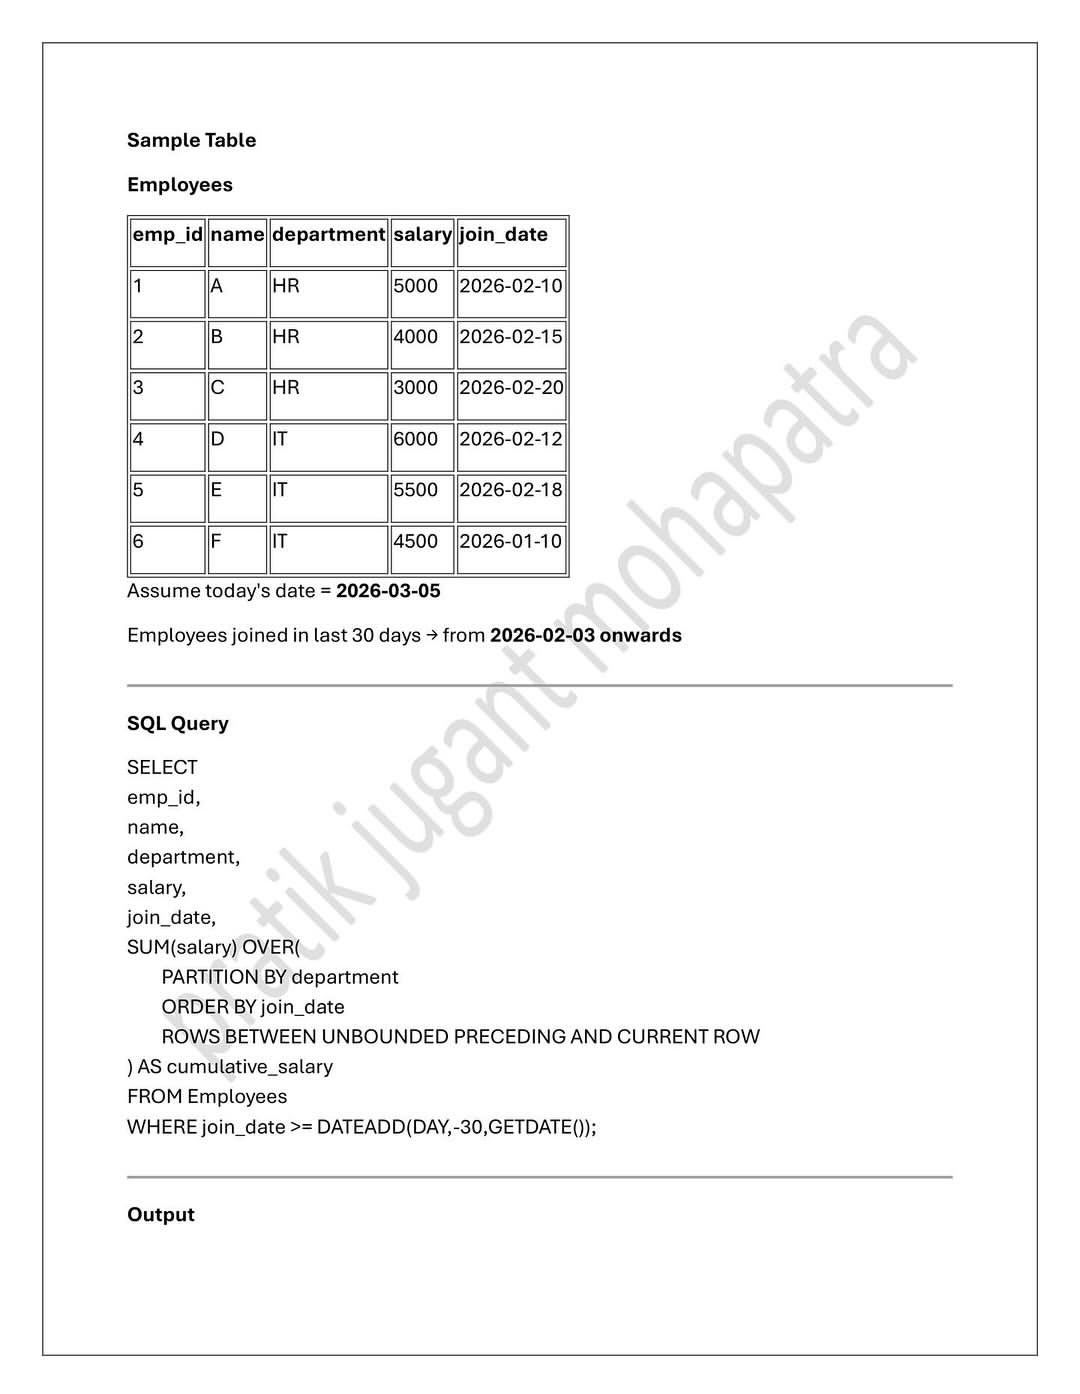 Sample Table
Employees
emp_id name department salary join_date
1 A HR 5000 2026-02-10
2 B HR 4000 2026-02-15
3 C HR 3000 2026-02-20
4 D IT 6000 2026-02-12
5 E IT 5500 2026-02-18
6 F IT 4500 2026-01-10
Assume today's date = 2026-03-05
Employees joined in last 30 days → from 2026-02-03 onwards
SQL Query
SELECT
emp_id,
name,
department,
salary,
join_date,
SUM(salary) OVER(
PARTITION BY department
ORDER BY join_date
ROWS BETWEEN UNBOUNDED PRECEDING AND CURRENT ROW
) AS cumulative_salary
FROM Employees
WHERE join_date >= DATEADD(DAY,-30,GETDATE());
Output
pratik jugant mohapatra